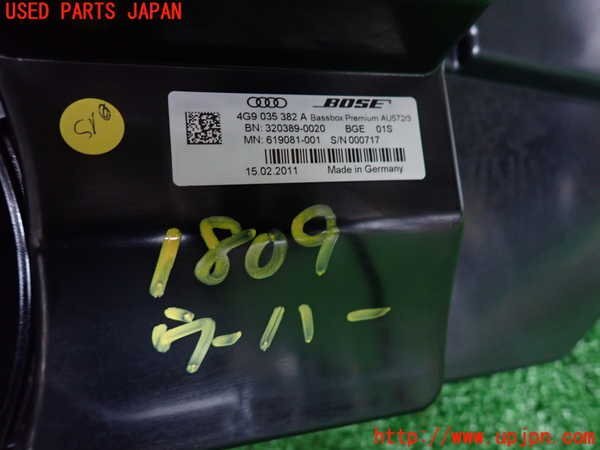 USED PARTS JAPAN
BOSE
4G9 035 382 A Bassbox Premium AU572/3
BN: 320389-0020 BGE 01S
MN: 619081-001 S/N 000717
15.02.2011 Made in Germany
1809
ウーハー
http://www.upjpn.com